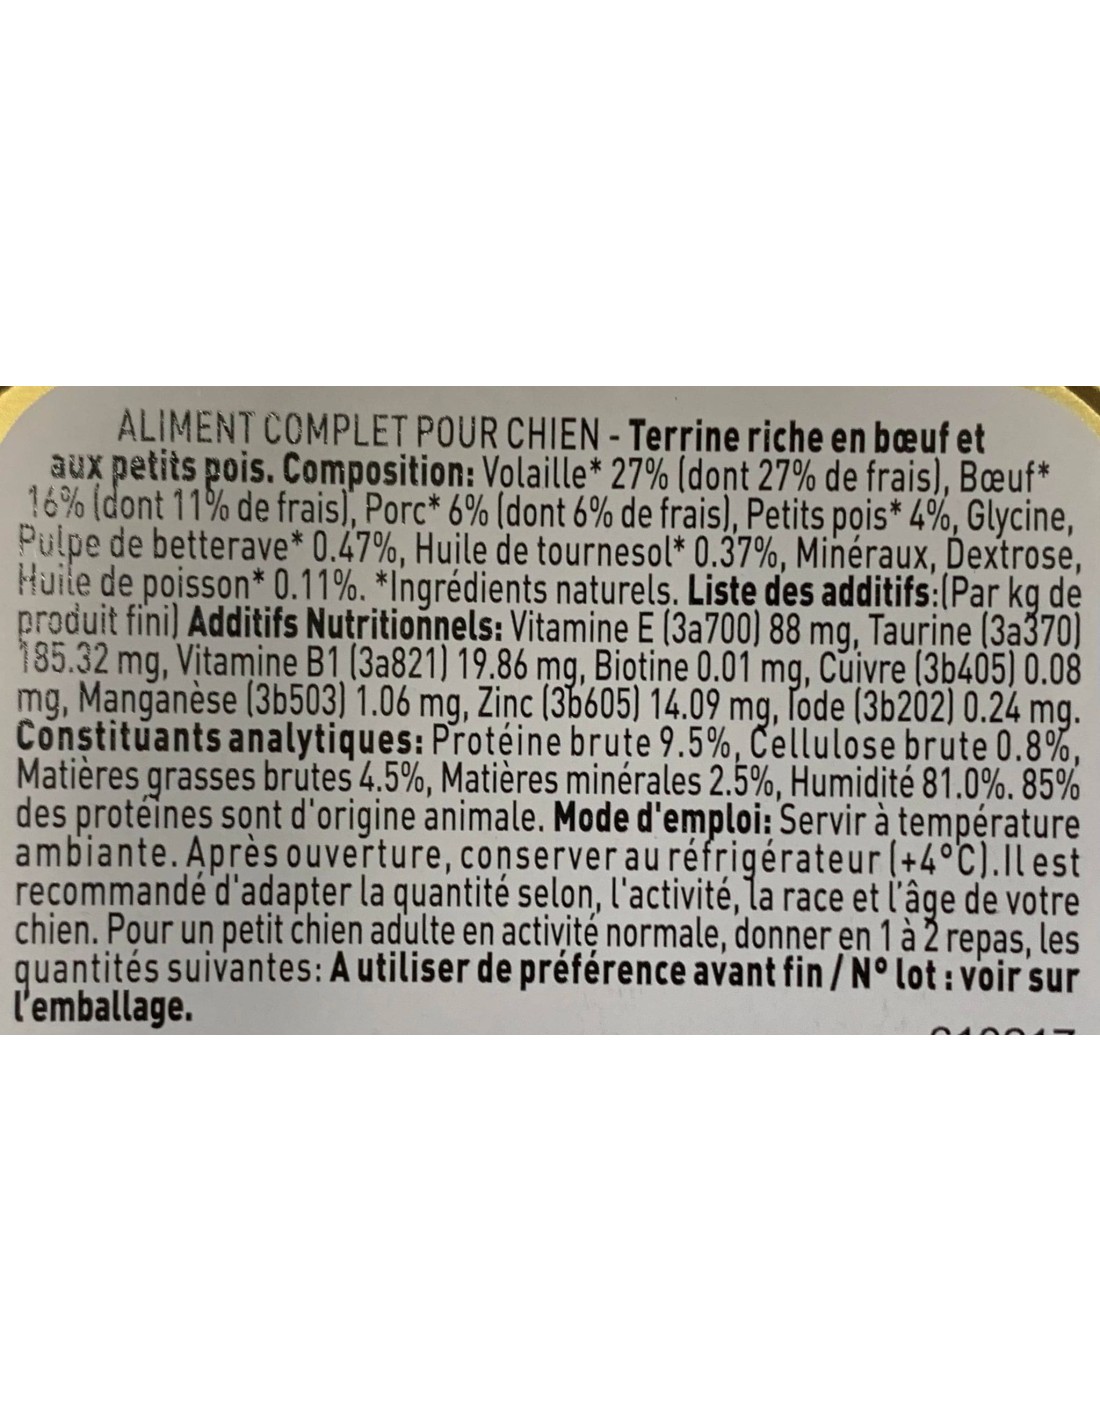 ALIMENT COMPLET POUR CHIEN - Terrine riche en bœuf et
aux petits pois. Composition: Volaille* 27% (dont 27% de frais), Bœuf*
16% (dont 11% de frais), Porc* 6% (dont 6% de frais), Petits pois* 4%, Glycine,
Pulpe de betterave* 0.47%, Huile de tournesol* 0.37%, Minéraux, Dextrose,
Huile de poisson* 0.11%. *Ingrédients naturels. Liste des additifs:(Par kg de
produit fini) Additifs Nutritionnels: Vitamine E (3a700) 88 mg, Taurine (3a370)
185.32 mg, Vitamine B1 (3a821) 19.86 mg, Biotine 0.01 mg, Cuivre (3b405) 0.08
mg, Manganèse (3b503) 1.06 mg, Zinc (3b605) 14.09 mg, Iode (3b202) 0.24 mg.
Constituants analytiques: Protéine brute 9.5%, Cellulose brute 0.8%,
Matières grasses brutes 4.5%, Matières minérales 2.5%, Humidité 81.0%. 85%
des protéines sont d'origine animale. Mode d'emploi: Servir à température
ambiante. Après ouverture, conserver au réfrigérateur (+4°C).Il est
recommandé d'adapter la quantité selon, l'activité, la race et l'âge de votre
chien. Pour un petit chien adulte en activité normale, donner en 1 à 2 repas, les
quantités suivantes: A utiliser de préférence avant fin / N° lot : voir sur
l'emballage.